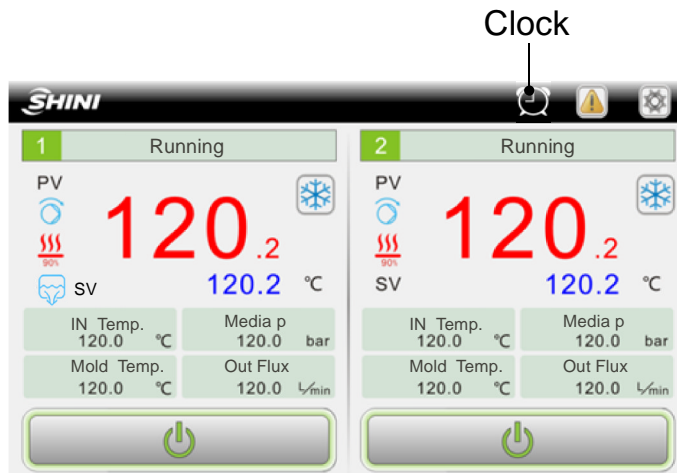 Clock
SHINI
1 Running
PV
120.2
90%
SV 120.2 ℃
IN Temp. 120.0 ℃
Media p 120.0 bar
Mold Temp. 120.0 ℃
Out Flux 120.0 L/min
2 Running
PV
120.2
90%
SV 120.2 ℃
IN Temp. 120.0 ℃
Media p 120.0 bar
Mold Temp. 120.0 ℃
Out Flux 120.0 L/min